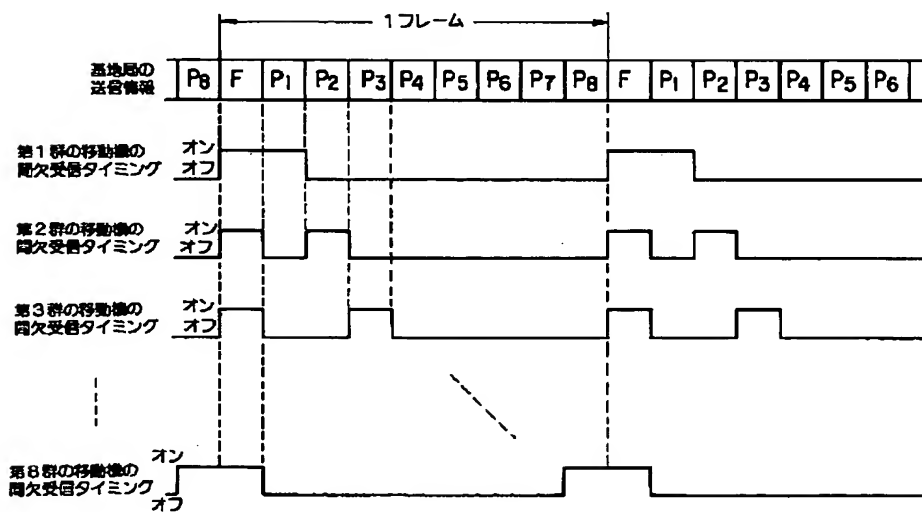 1フレーム
基地局の
送信情報
P8 F P1 P2 P3 P4 P5 P6 P7 P8 F P1 P2 P3 P4 P5 P6
第1群の移動機の
間欠受信タイミング
オン
オフ
第2群の移動機の
間欠受信タイミング
オン
オフ
第3群の移動機の
間欠受信タイミング
オン
オフ
第8群の移動機の
間欠受信タイミング
オン
オフ